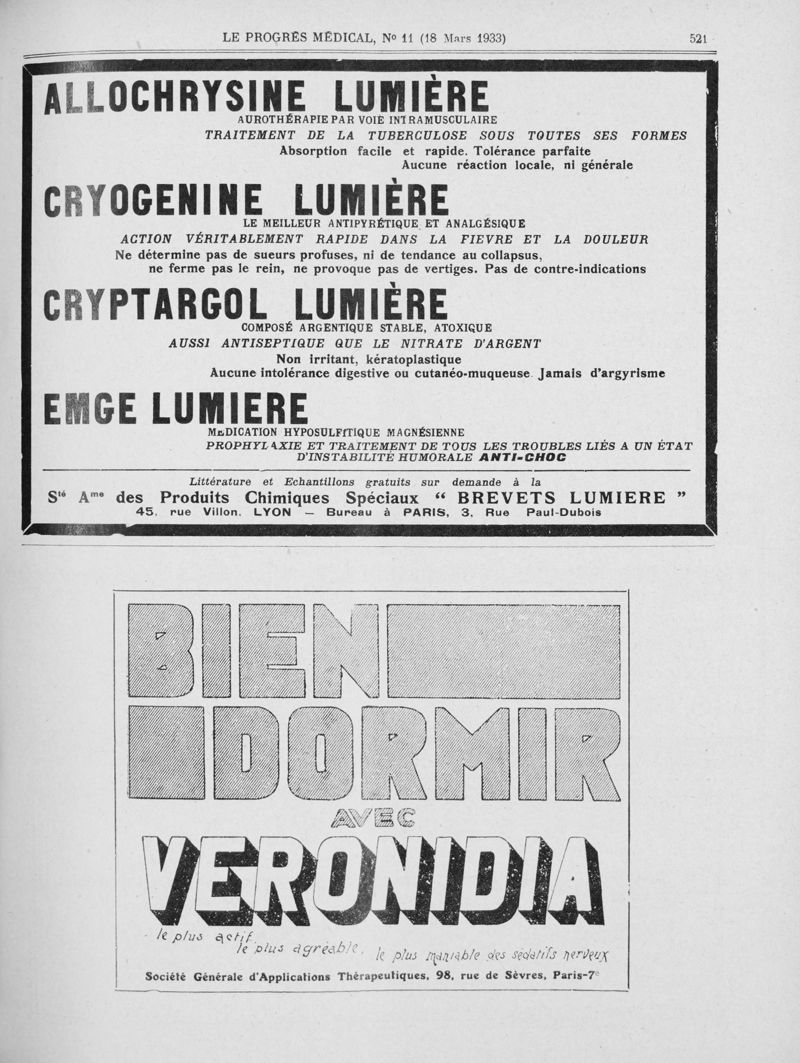 LE PROGRÈS MÉDICAL, No 11 (18 Mars 1933) 521
ALLOCHRYSINE LUMIÈRE
AUROTHÉRAPIE PAR VOIE INTRAMUSCULAIRE
TRAITEMENT DE LA TUBERCULOSE SOUS TOUTES SES FORMES
Absorption facile et rapide. Tolérance parfaite
Aucune réaction locale, ni générale
CRYOGENINE LUMIÈRE
LE MEILLEUR ANTIPYRÉTIQUE ET ANALGÉSIQUE
ACTION VÉRITABLEMENT RAPIDE DANS LA FIEVRE ET LA DOULEUR
Ne détermine pas de sueurs profuses, ni de tendance au collapsus,
ne ferme pas le rein, ne provoque pas de vertiges. Pas de contre-indications
CRYPTARGOL LUMIÈRE
COMPOSÉ ARGENTIQUE STABLE, ATOXIQUE
AUSSI ANTISEPTIQUE QUE LE NITRATE D'ARGENT
Non irritant, kératoplastique
Aucune intolérance digestive ou cutanéo-muqueuse. Jamais d'argyrisme
EMGE LUMIERE
MEDICATION HYPOSULFITIQUE MAGNÉSIENNE
PROPHYLAXIE ET TRAITEMENT DE TOUS LES TROUBLES LIÉS A UN ÉTAT
D'INSTABILITÉ HUMORALE ANTI-CHOC
Littérature et Echantillons gratuits sur demande à la
Sté Ame des Produits Chimiques Spéciaux “ BREVETS LUMIERE ”
45, rue Villon, LYON — Bureau à PARIS, 3, Rue Paul-Dubois
BIEN
DORMIR
AVEC
VERONIDIA
le plus actif.
le plus agréable.
le plus maniable des sédatifs nerveux
Société Générale d'Applications Thérapeutiques, 98, rue de Sèvres, Paris-7e